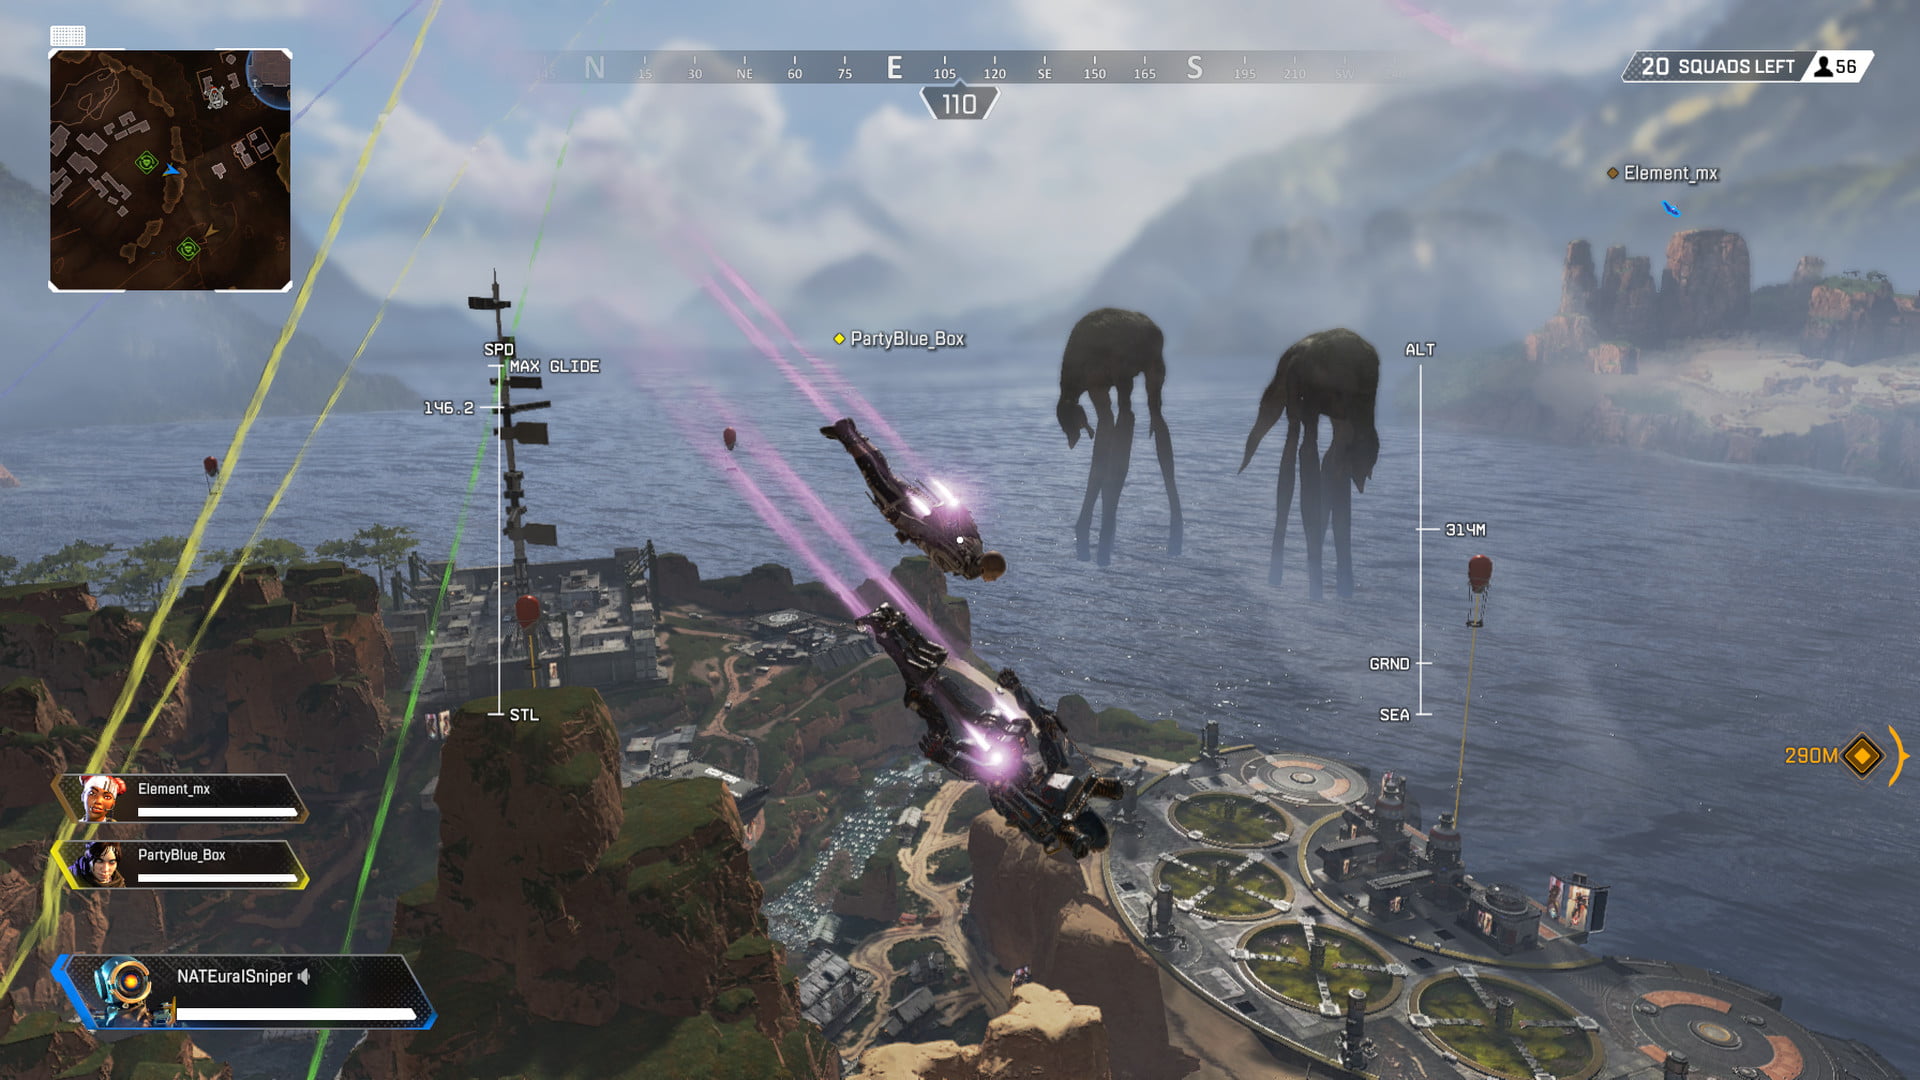 N 15 30 NE 60 75 E 105 120 SE 150 165 S 195 210 SW
110
20 SQUADS LEFT 56
Element_mx
PartyBlue_Box
SPD
MAX GLIDE
146.2
STL
ALT
314M
GRND
SEA
290M
Element_mx
PartyBlue_Box
NATEuralSniper